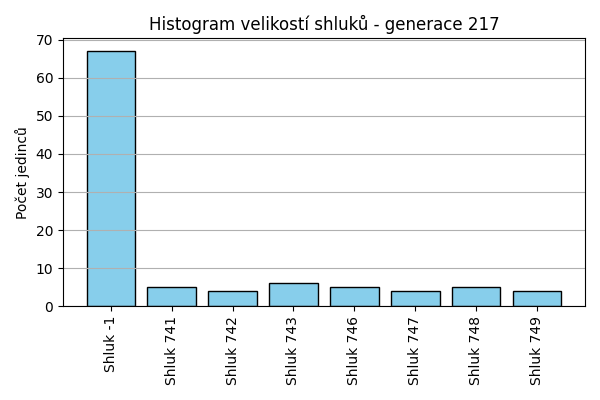 Histogram velikostí shluků - generace 217
Počet jedinců
70
60
50
40
30
20
10
0
Shluk -1
Shluk 741
Shluk 742
Shluk 743
Shluk 746
Shluk 747
Shluk 748
Shluk 749